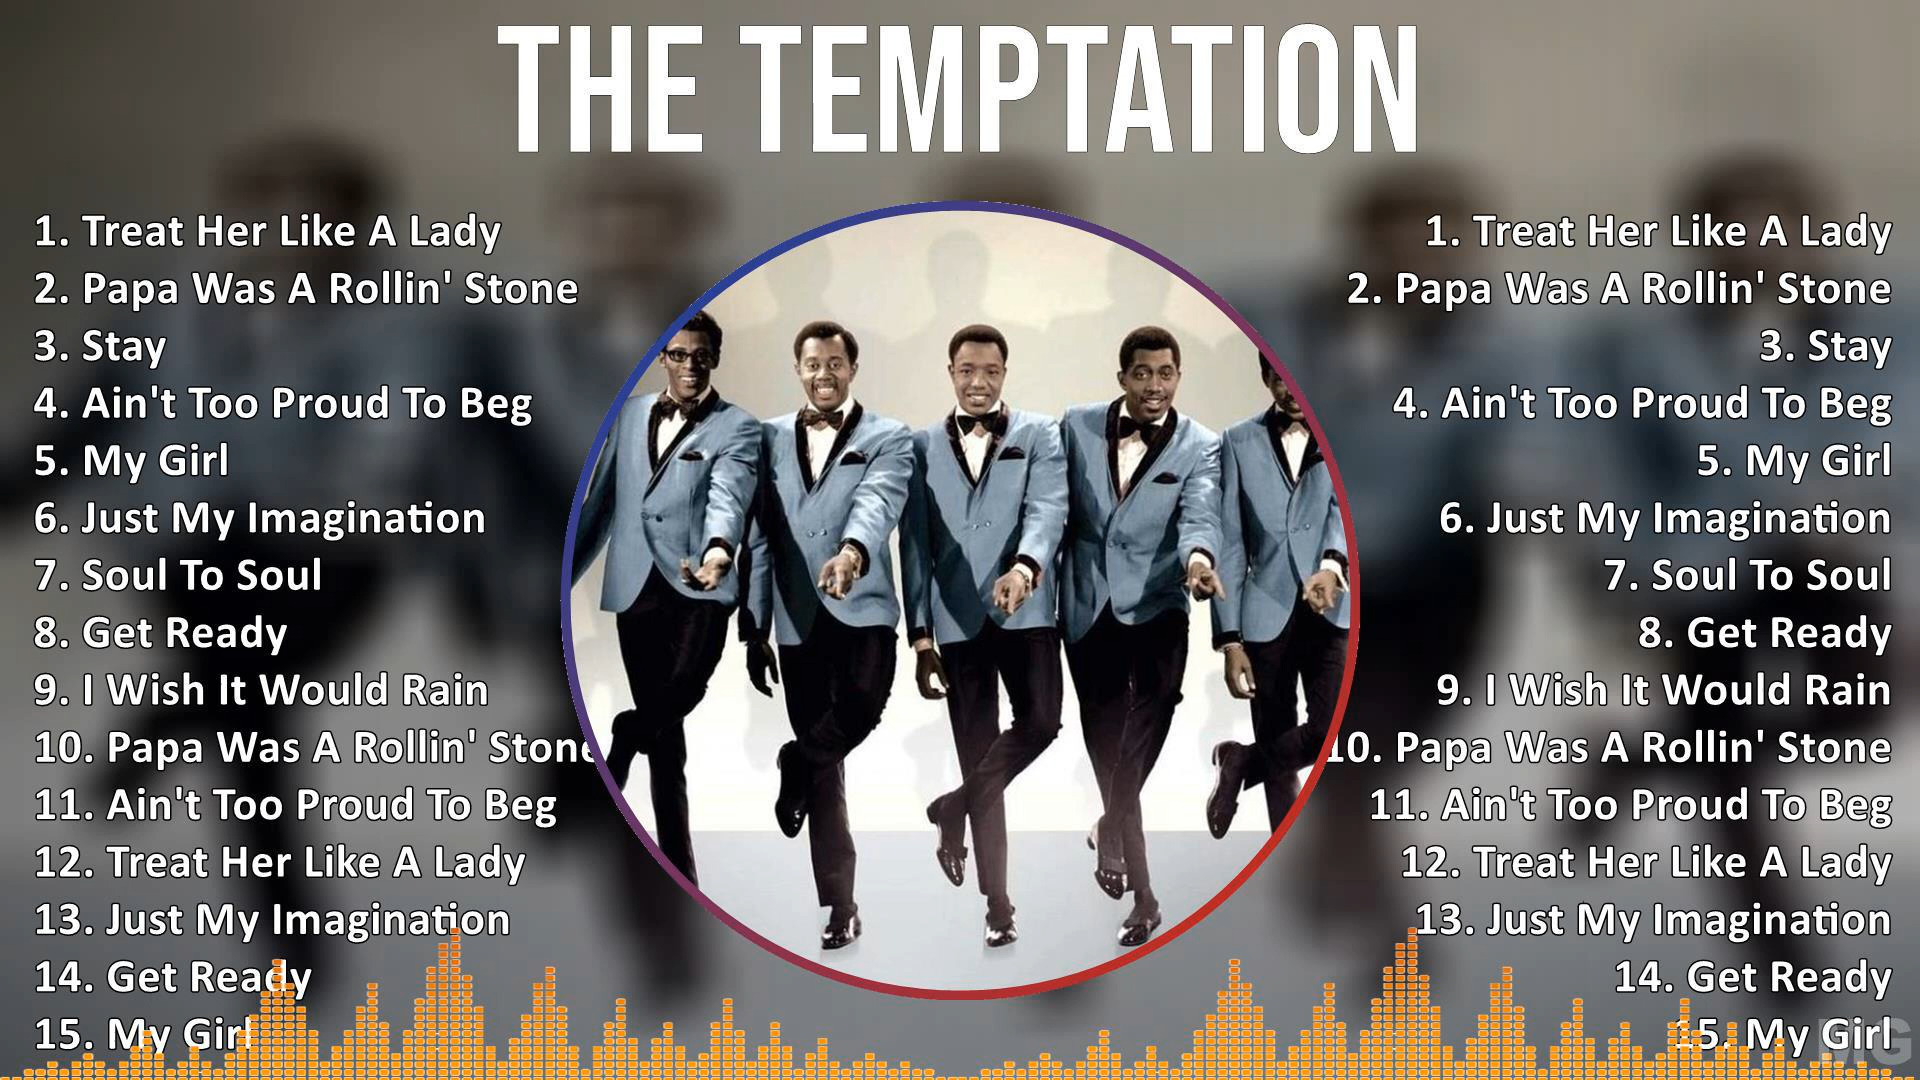 THE TEMPTATION
1. Treat Her Like A Lady
2. Papa Was A Rollin' Stone
3. Stay
4. Ain't Too Proud To Beg
5. My Girl
6. Just My Imagination
7. Soul To Soul
8. Get Ready
9. I Wish It Would Rain
10. Papa Was A Rollin' Stone
11. Ain't Too Proud To Beg
12. Treat Her Like A Lady
13. Just My Imagination
14. Get Ready
15. My Girl
1. Treat Her Like A Lady
2. Papa Was A Rollin' Stone
3. Stay
4. Ain't Too Proud To Beg
5. My Girl
6. Just My Imagination
7. Soul To Soul
8. Get Ready
9. I Wish It Would Rain
10. Papa Was A Rollin' Stone
11. Ain't Too Proud To Beg
12. Treat Her Like A Lady
13. Just My Imagination
14. Get Ready
15. My Girl
MG